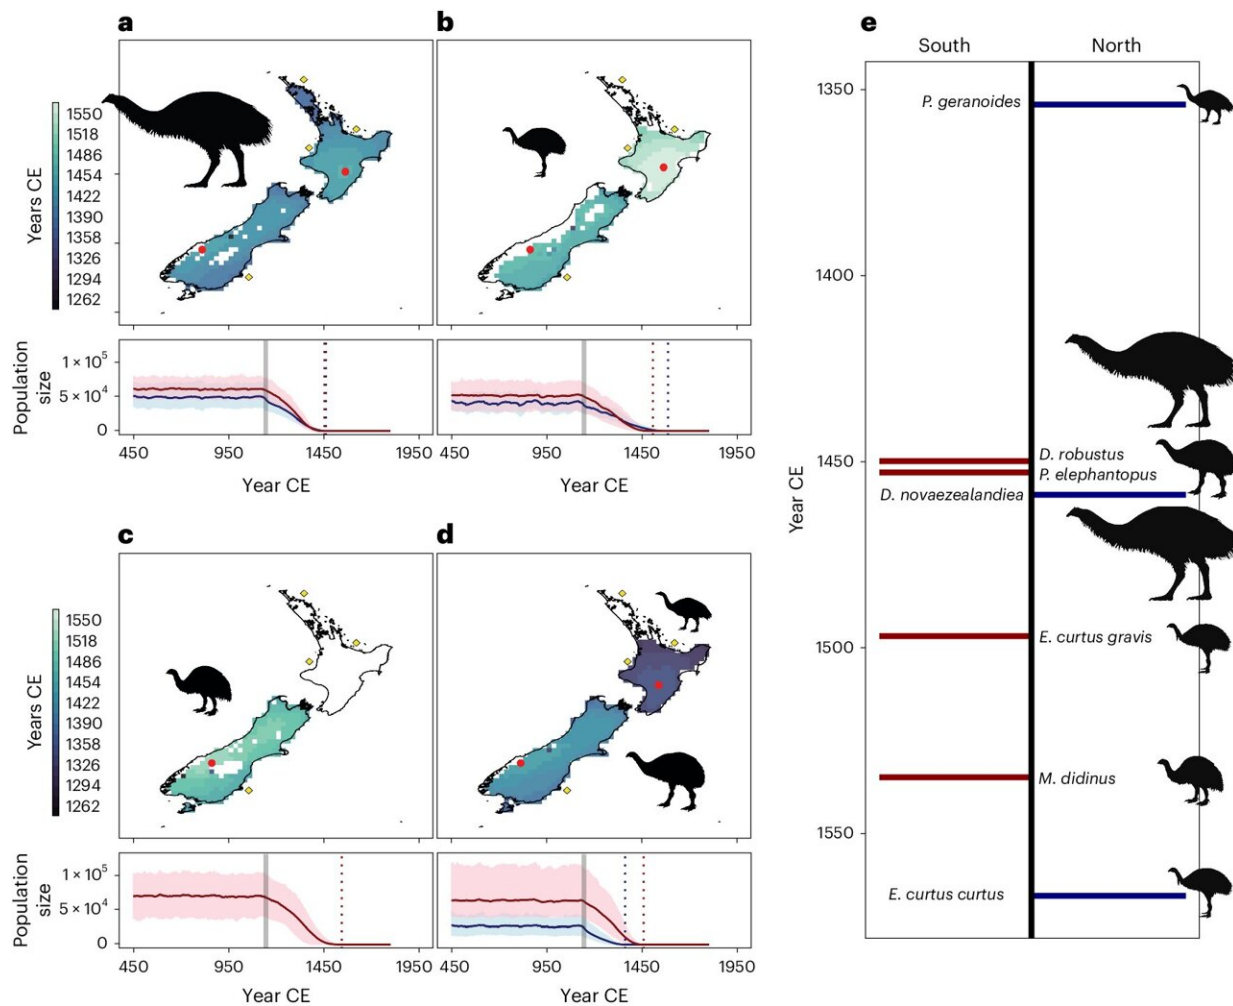 a
b
e
South
North
Years CE
1550
1518
1486
1454
1422
1390
1358
1326
1294
1262
Population
size
1 × 10⁵
5 × 10⁴
0
450
950
1450
1950
450
950
1450
1950
Year CE
Year CE
c
d
Years CE
1550
1518
1486
1454
1422
1390
1358
1326
1294
1262
Population
size
1 × 10⁵
5 × 10⁴
0
450
950
1450
1950
450
950
1450
1950
Year CE
Year CE
Year CE
1350
1400
1450
1500
1550
P. geranoides
D. robustus
P. elephantopus
D. novaezealandiea
E. curtus gravis
M. didinus
E. curtus curtus